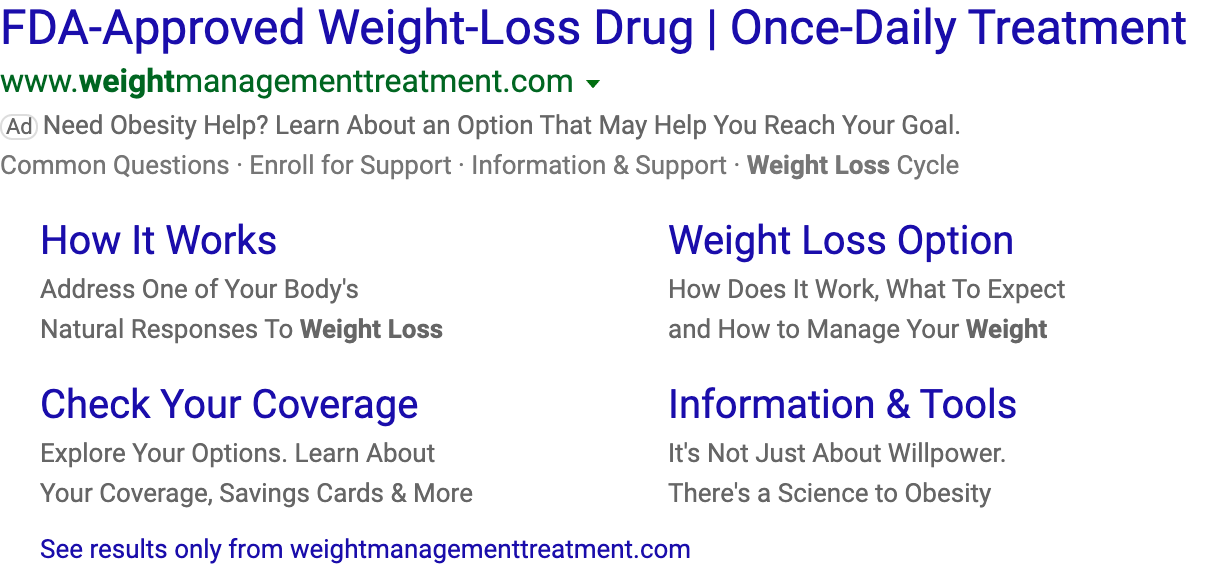 FDA-Approved Weight-Loss Drug | Once-Daily Treatment
www.weightmanagementtreatment.com
Ad Need Obesity Help? Learn About an Option That May Help You Reach Your Goal.
Common Questions · Enroll for Support · Information & Support · Weight Loss Cycle
How It Works
Address One of Your Body's
Natural Responses To Weight Loss
Weight Loss Option
How Does It Work, What To Expect
and How to Manage Your Weight
Check Your Coverage
Explore Your Options. Learn About
Your Coverage, Savings Cards & More
Information & Tools
It's Not Just About Willpower.
There's a Science to Obesity
See results only from weightmanagementtreatment.com